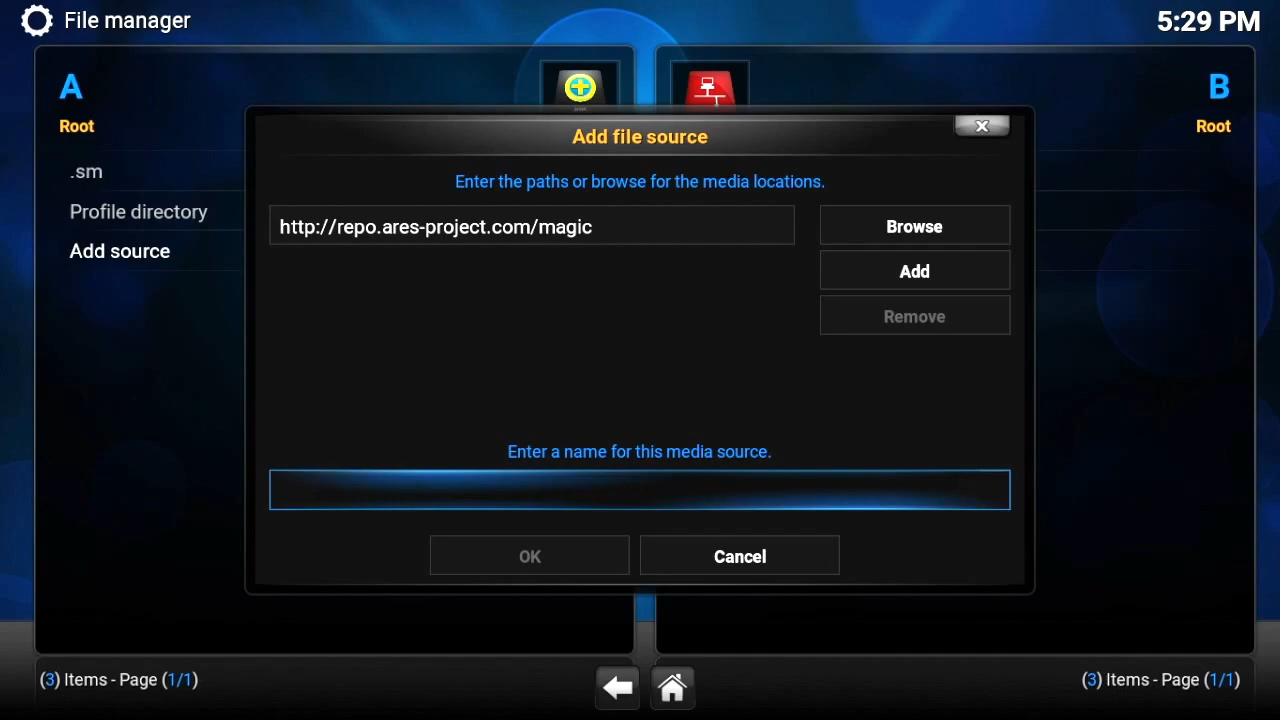 File manager
5:29 PM
A
B
Root
Root
.sm
Profile directory
Add source
Add file source
Enter the paths or browse for the media locations.
http://repo.ares-project.com/magic
Browse
Add
Remove
Enter a name for this media source.
OK
Cancel
(3) Items - Page (1/1)
(3) Items - Page (1/1)